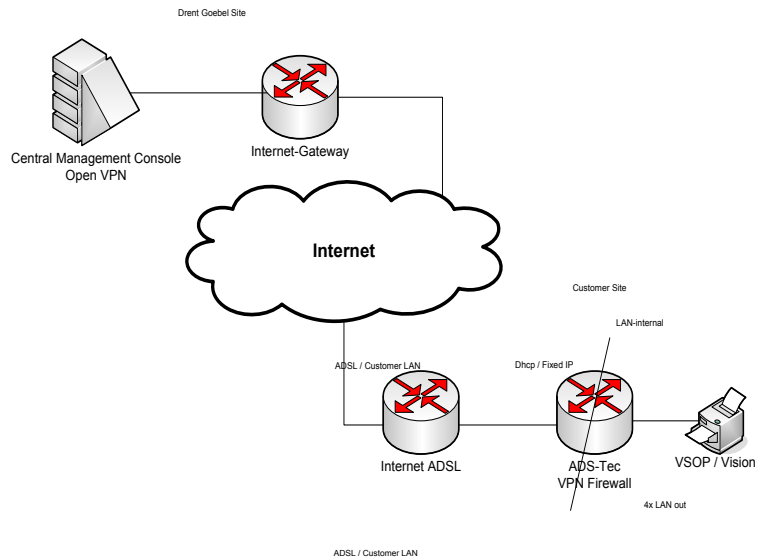 Drent Goebel Site
Central Management Console
Open VPN
Internet-Gateway
Internet
Customer Site
LAN-internal
ADSL / Customer LAN
Dhcp / Fixed IP
Internet ADSL
ADS-Tec
VPN Firewall
VSOP / Vision
4x LAN out
ADSL / Customer LAN